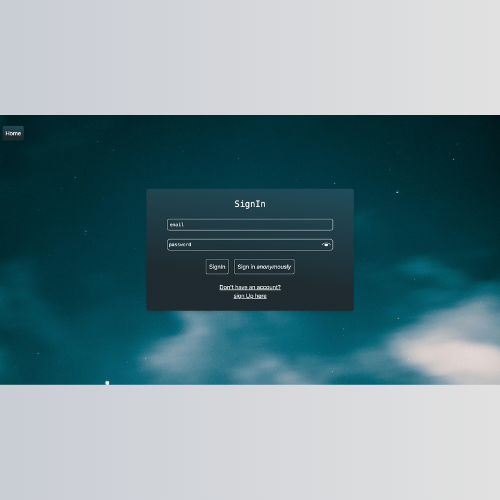 Home
SignIn
email
password
SignIn
Sign in anonymously
Don't have an account?
sign Up here